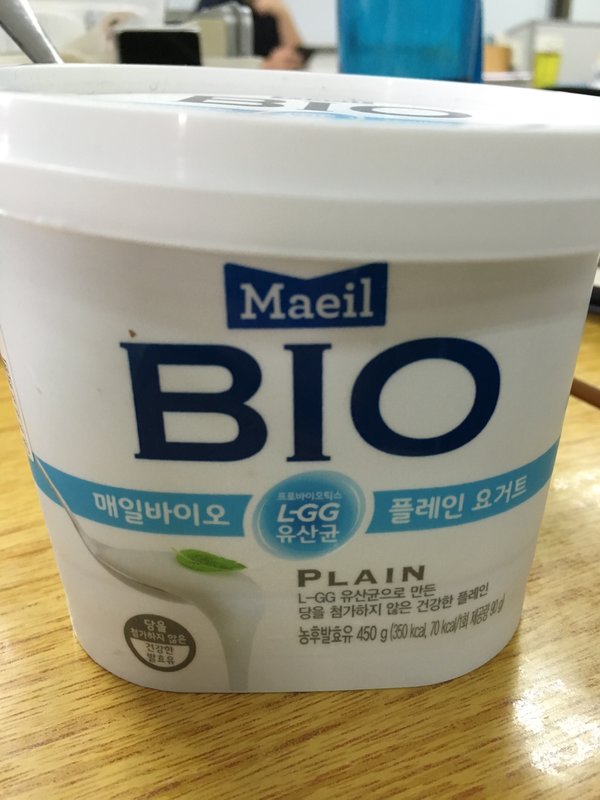 BIO
Maeil
BIO
매일바이오
프로바이오틱스
L-GG
유산균
플레인 요거트
PLAIN
L-GG 유산균으로 만든
당을 첨가하지 않은 건강한 플레인
농후발효유 450 g (350 kcal, 70 kcal/1회 제공량 90 g)
당을
첨가하지 않은
건강한
발효유